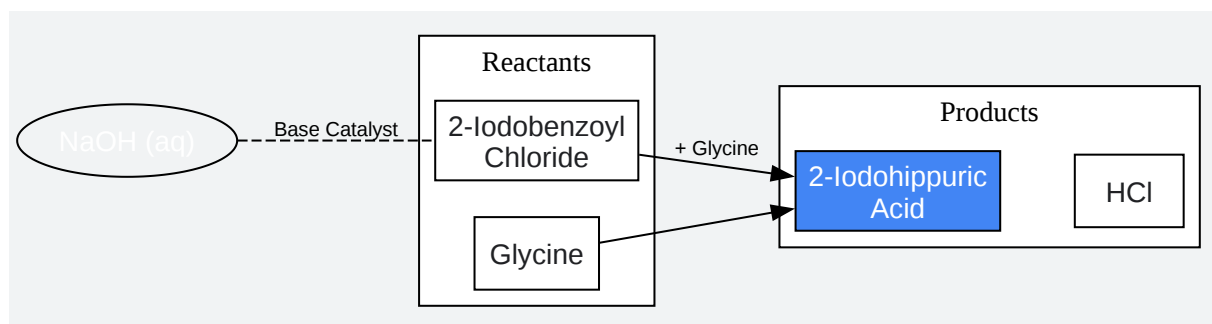 NaOH (aq)
Base Catalyst
Reactants
2-Iodobenzoyl
Chloride
Glycine
+ Glycine
Products
2-Iodohippuric
Acid
HCl